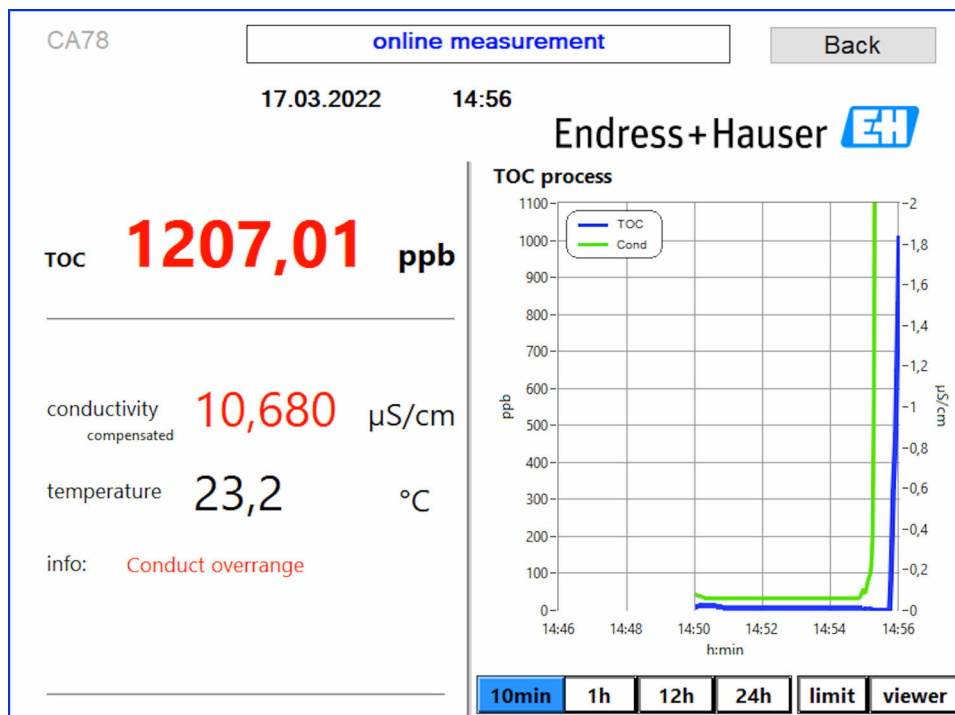 CA78
online measurement
Back
17.03.2022 14:56
Endress+Hauser EH
TOC 1207,01 ppb
conductivity 10,680 µS/cm
compensated
temperature 23,2 °C
info: Conduct overrange
TOC process
TOC
Cond
1100
1000
900
800
700
600
500
400
300
200
100
0
ppb
2
1,8
1,6
1,4
1,2
1
0,8
0,6
0,4
0,2
0
µS/cm
14:46 14:48 14:50 14:52 14:54 14:56
h:min
10min 1h 12h 24h limit viewer